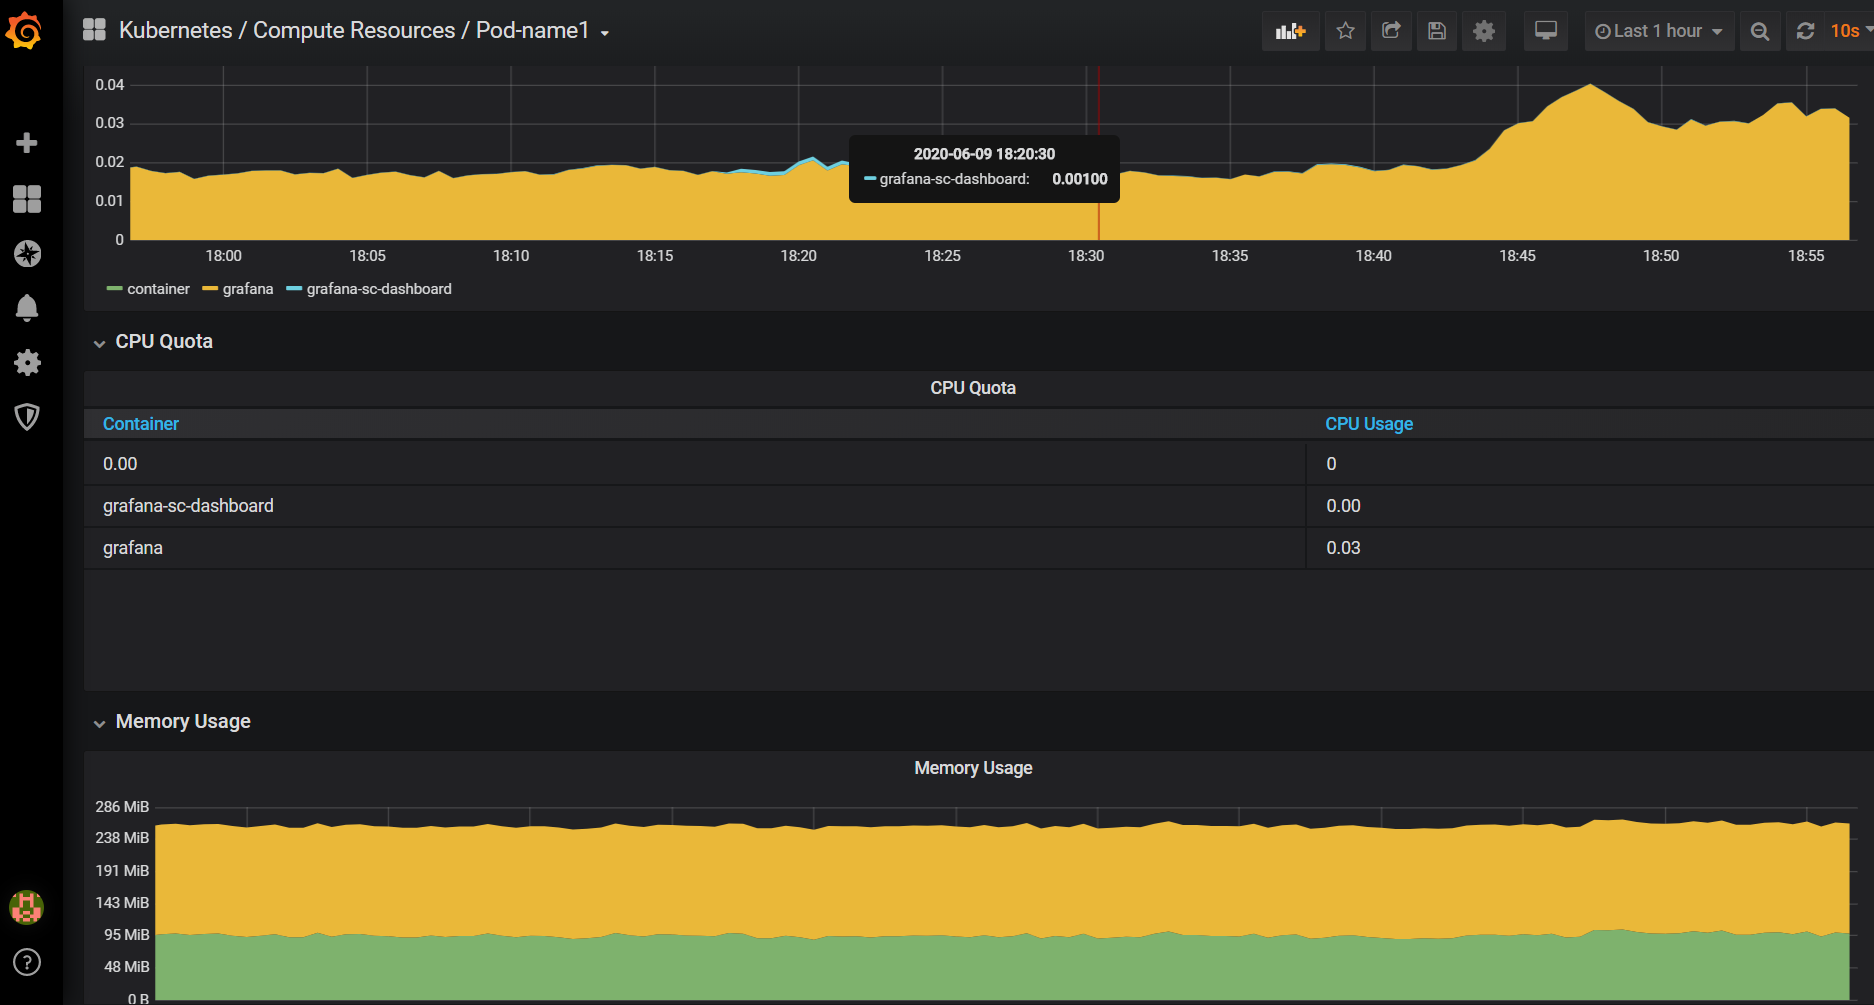 Kubernetes / Compute Resources / Pod-name1
Last 1 hour
10s
0.04
0.03
0.02
0.01
0
2020-06-09 18:20:30
grafana-sc-dashboard: 0.00100
18:00 18:05 18:10 18:15 18:20 18:25 18:30 18:35 18:40 18:45 18:50 18:55
container grafana grafana-sc-dashboard
CPU Quota
CPU Quota
Container CPU Usage
0.00 0
grafana-sc-dashboard 0.00
grafana 0.03
Memory Usage
Memory Usage
286 MiB
238 MiB
191 MiB
143 MiB
95 MiB
48 MiB
0 B